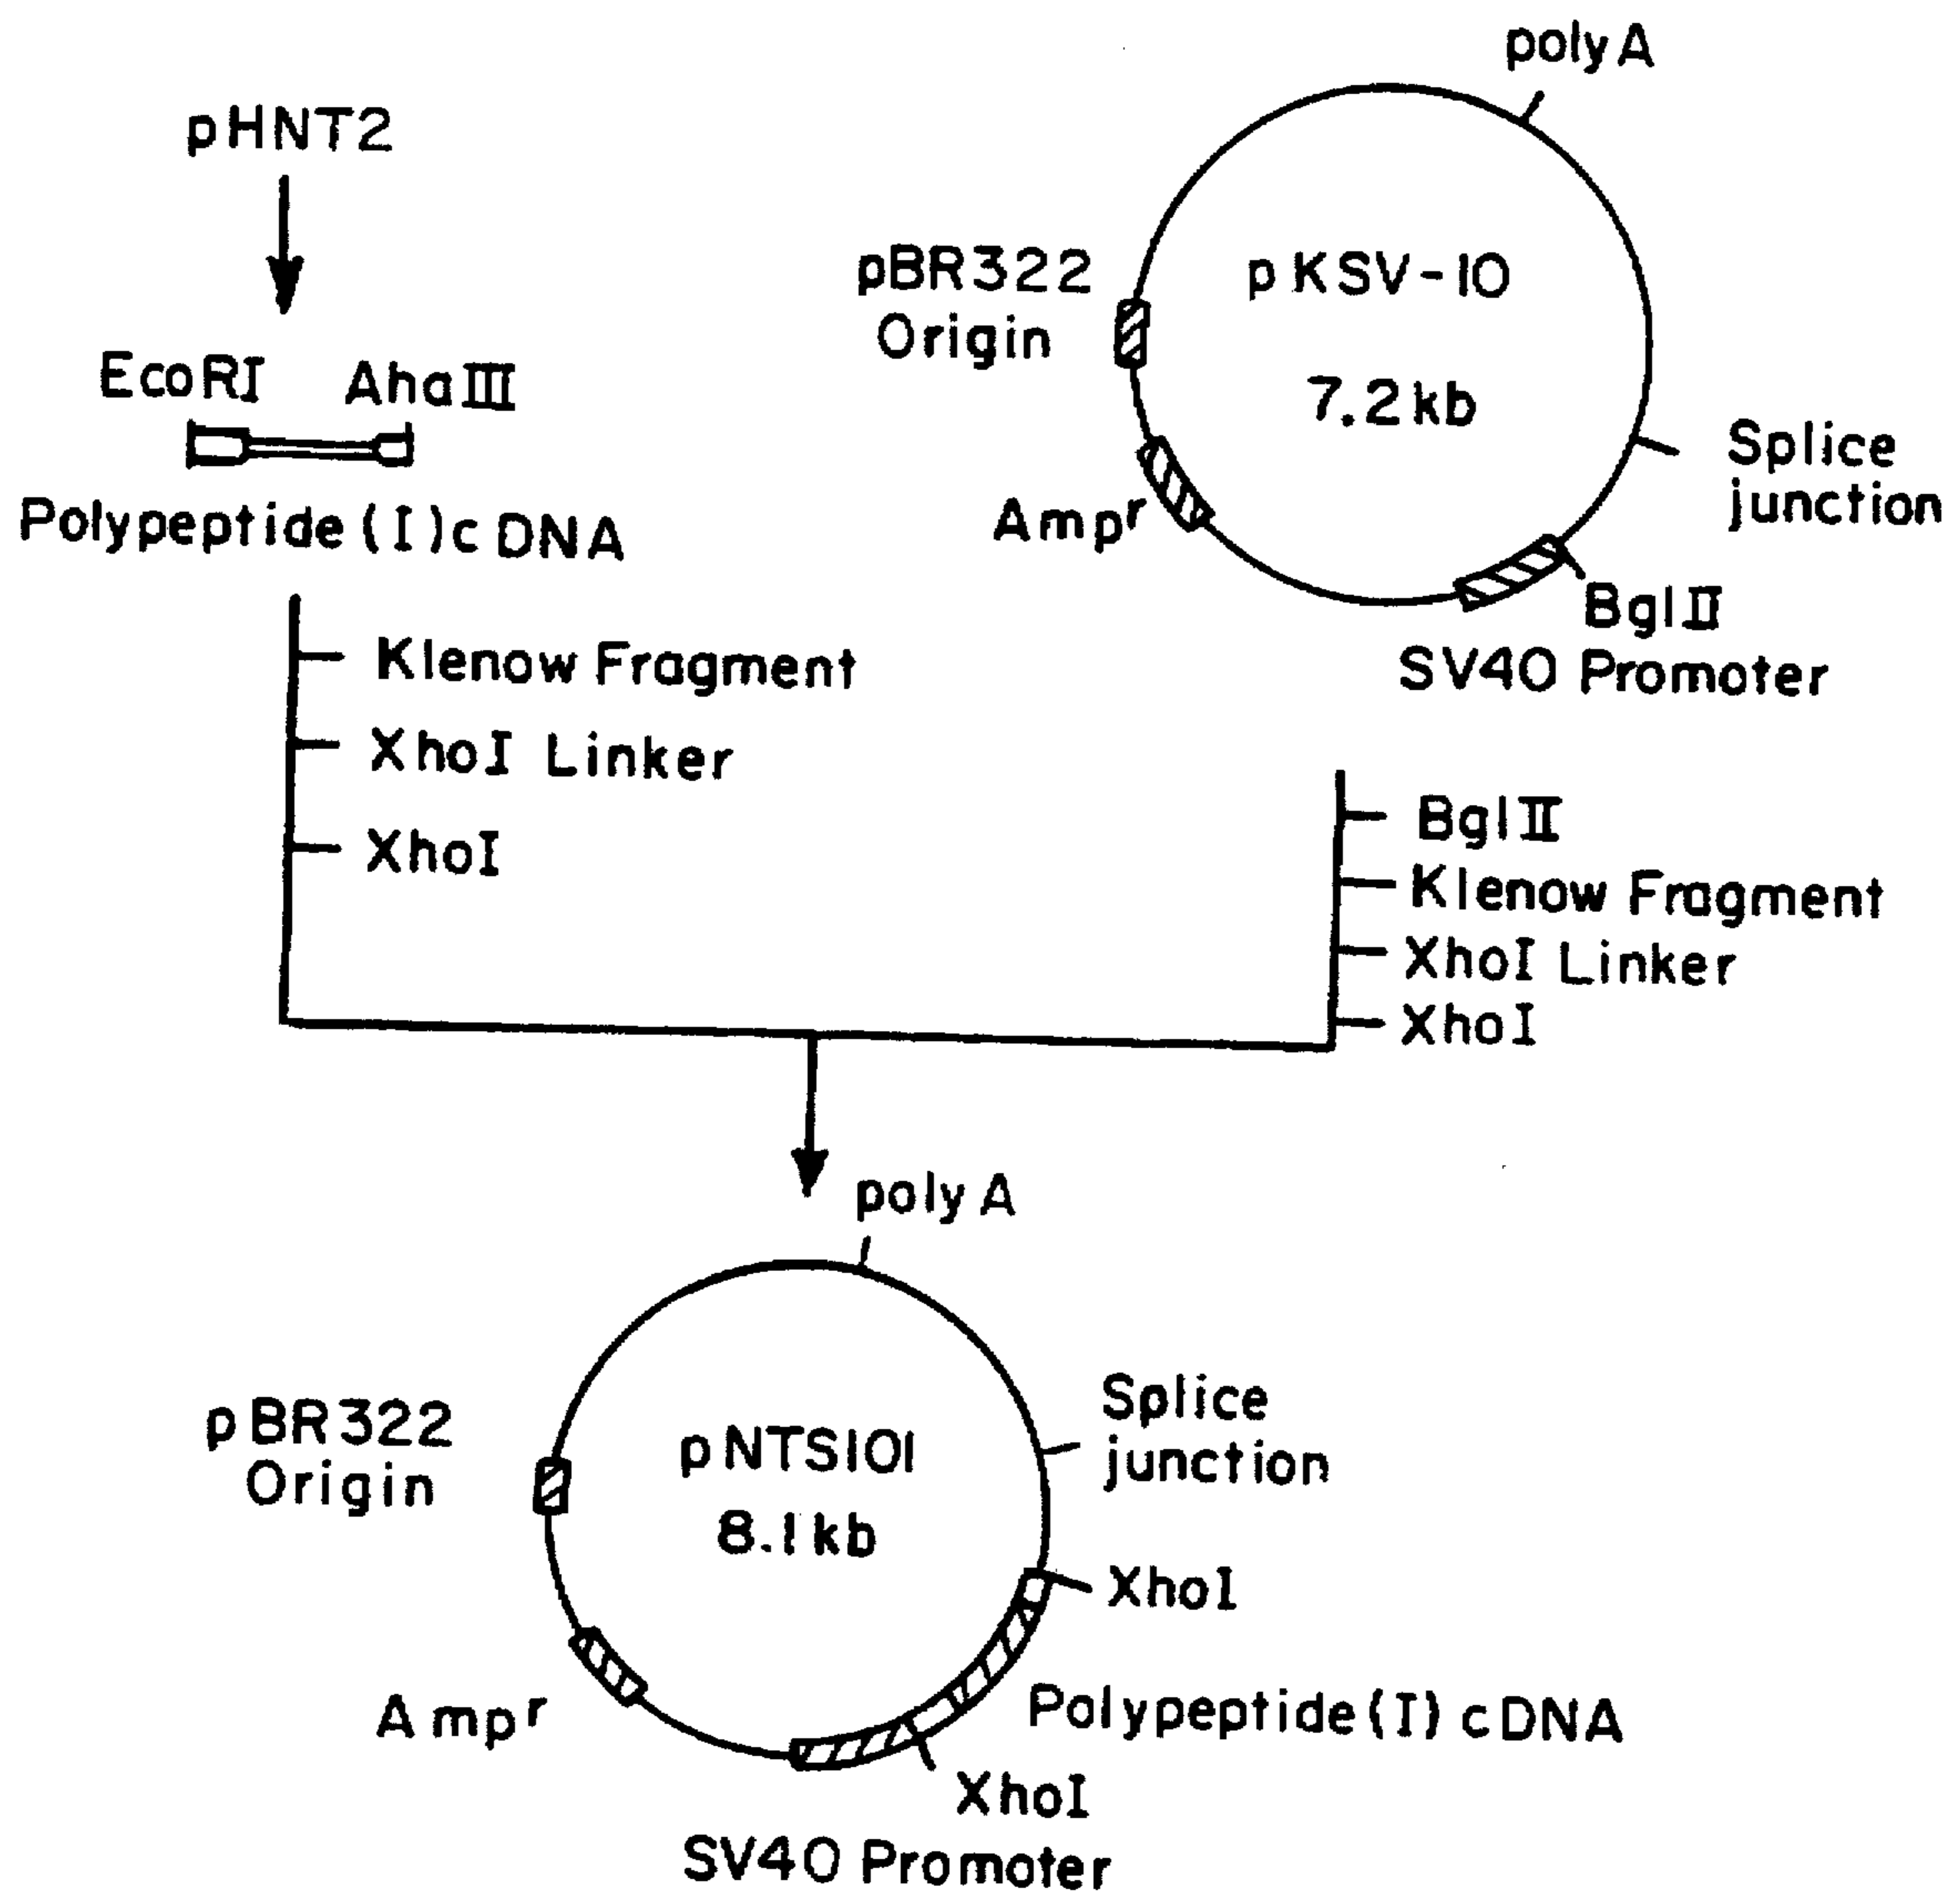 pHNT2
EcoRI AhaIII
Polypeptide (I) cDNA
Klenow Fragment
XhoI Linker
XhoI
polyA
pBR322
Origin
pKSV-10
7.2kb
Ampr
Splice
junction
BglII
SV40 Promoter
BglII
Klenow Fragment
XhoI Linker
XhoI
polyA
pBR322
Origin
pNTS101
8.1kb
Splice
junction
XhoI
Ampr
Polypeptide (I) cDNA
XhoI
SV40 Promoter